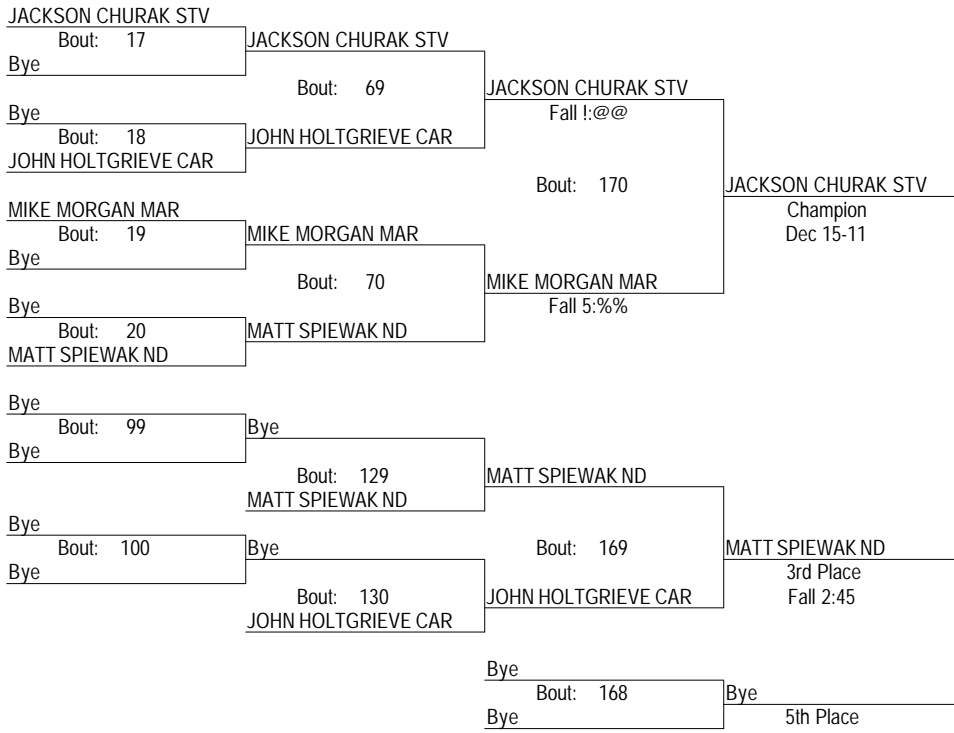 JACKSON CHURAK STV
Bout: 17
JACKSON CHURAK STV
Bye
Bout: 69
JACKSON CHURAK STV
Bye
Fall !:@@
Bout: 18
JOHN HOLTGRIEVE CAR
JOHN HOLTGRIEVE CAR
Bout: 170
JACKSON CHURAK STV
MIKE MORGAN MAR
Champion
Bout: 19
MIKE MORGAN MAR
Dec 15-11
Bye
Bout: 70
MIKE MORGAN MAR
Bye
Fall 5:%%
Bout: 20
MATT SPIEWAK ND
MATT SPIEWAK ND
Bye
Bout: 99
Bye
Bye
Bout: 129
MATT SPIEWAK ND
MATT SPIEWAK ND
Bye
Bout: 100
Bye
Bout: 169
MATT SPIEWAK ND
Bye
3rd Place
Bout: 130
JOHN HOLTGRIEVE CAR
Fall 2:45
JOHN HOLTGRIEVE CAR
Bye
Bout: 168
Bye
Bye
5th Place